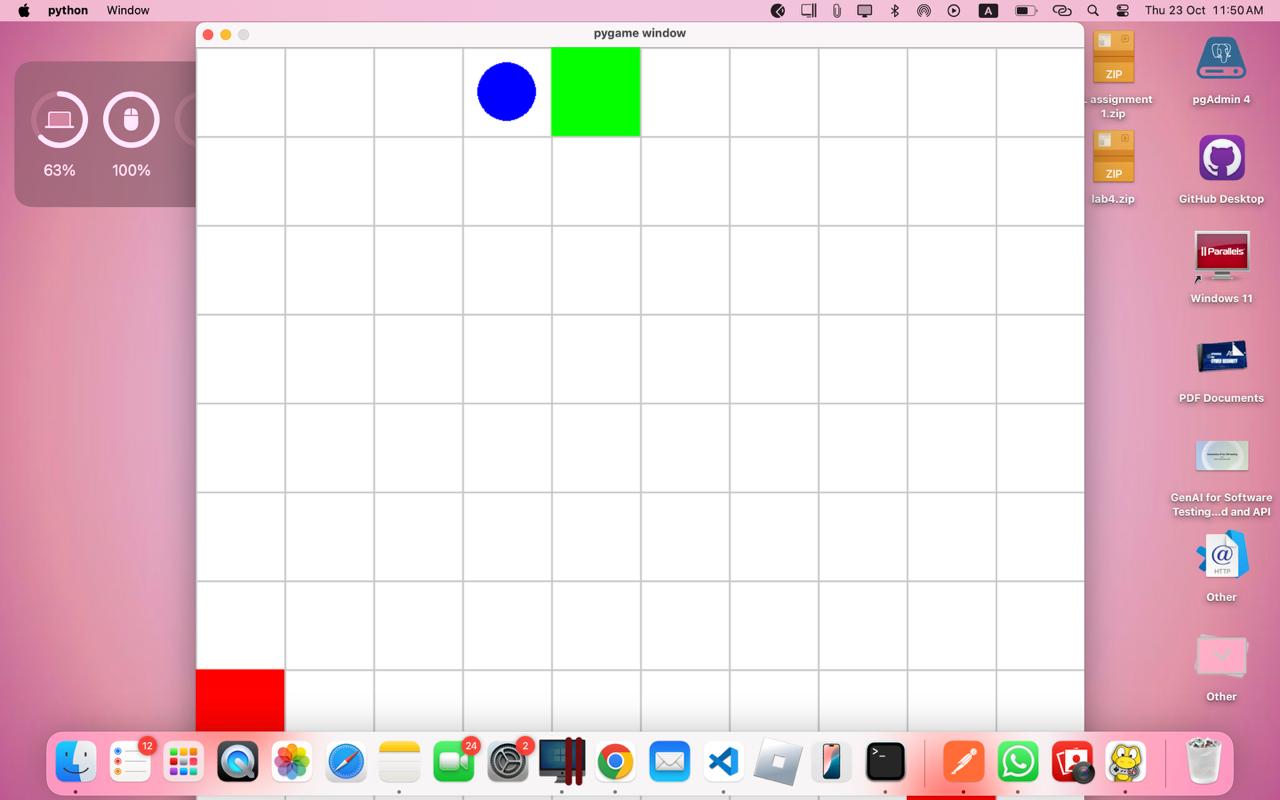 python Window
A
Thu 23 Oct 11:50 AM
pygame window
63%
100%
ZIP
assignment
1.zip
ZIP
lab4.zip
pgAdmin 4
GitHub Desktop
Parallels
Windows 11
PDF Documents
GenAI for Software
Testing...d and API
@
HTTP
Other
Other
12
24
2
>_